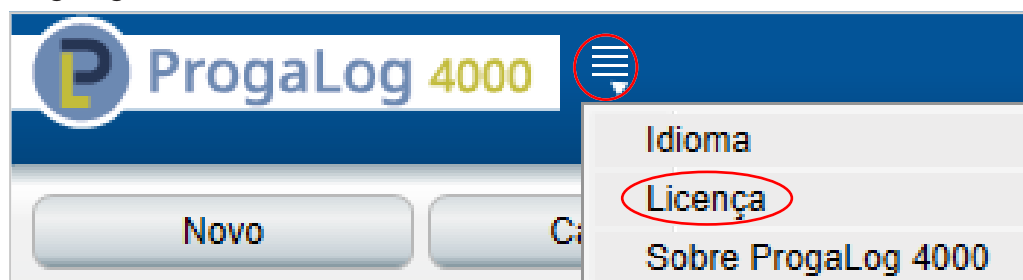 ProgaLog 4000
Idioma
Licença
Novo
Sobre ProgaLog 4000